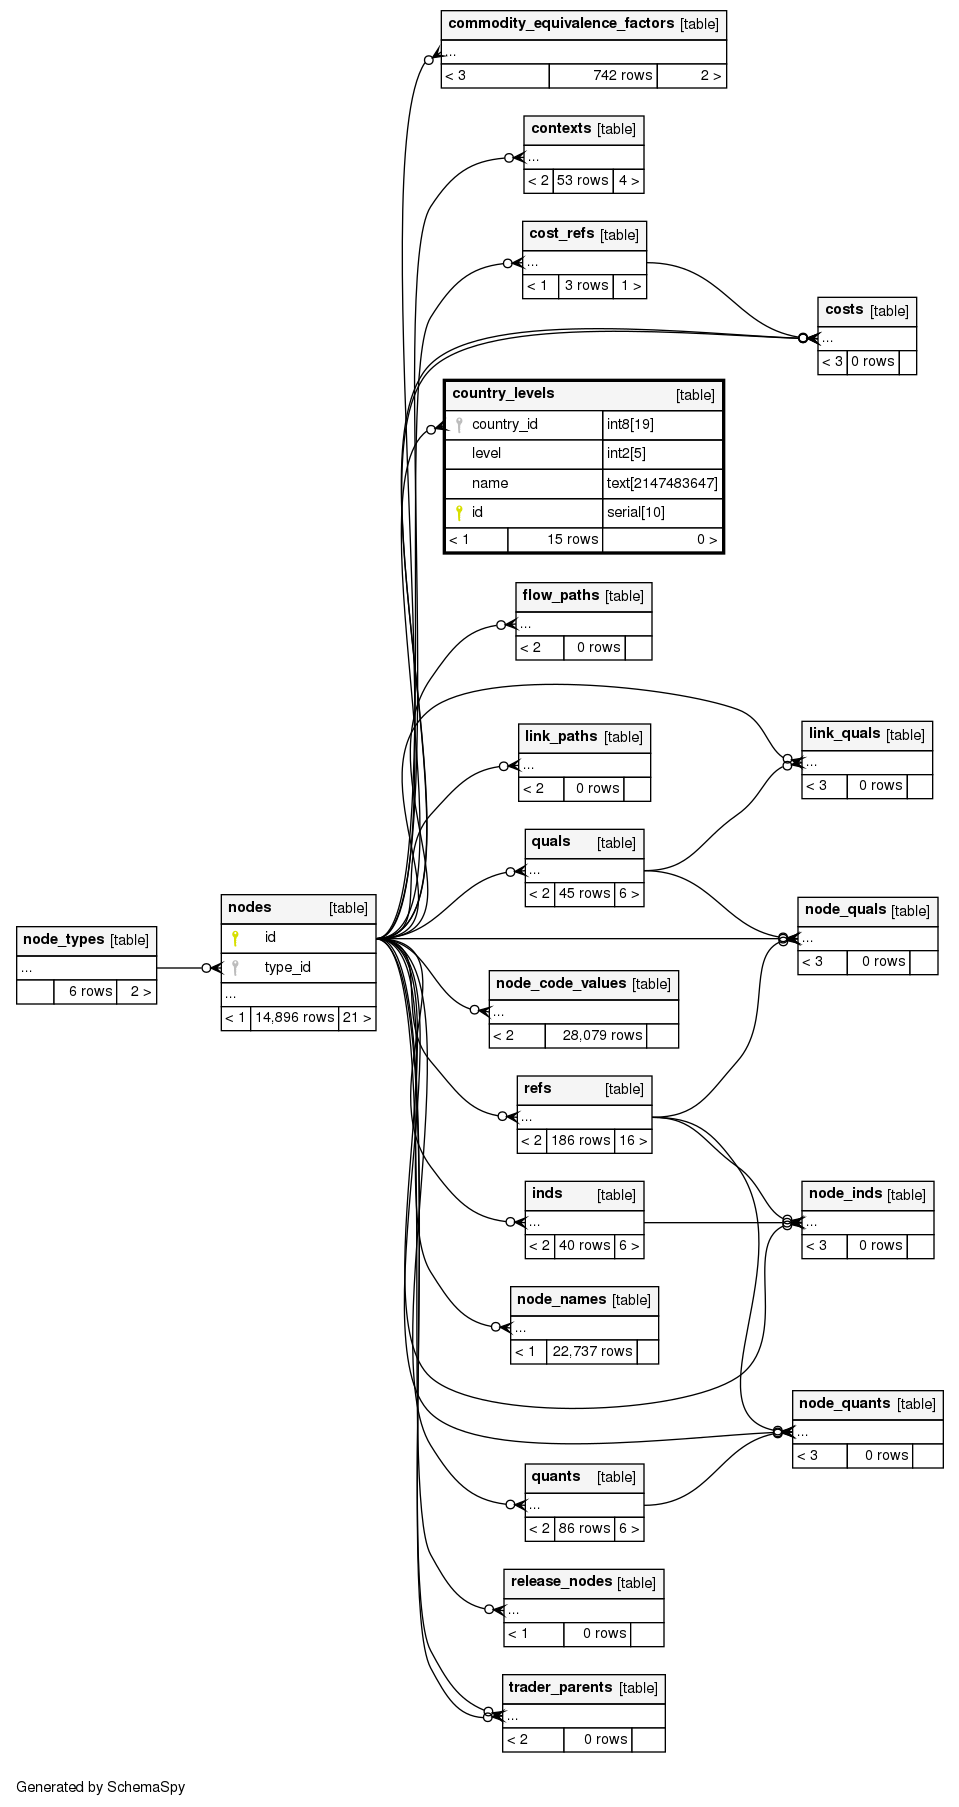 commodity_equivalence_factors [table]
...
< 3 742 rows 2 >
contexts [table]
...
< 2 53 rows 4 >
cost_refs [table]
...
< 1 3 rows 1 >
costs [table]
...
< 3 0 rows
country_levels [table]
country_id int8[19]
level int2[5]
name text[2147483647]
id serial[10]
< 1 15 rows 0 >
flow_paths [table]
...
< 2 0 rows
link_paths [table]
...
< 2 0 rows
link_quals [table]
...
< 3 0 rows
quals [table]
...
< 2 45 rows 6 >
node_types [table]
...
6 rows 2 >
nodes [table]
id
type_id
...
< 1 14,896 rows 21 >
node_quals [table]
...
< 3 0 rows
node_code_values [table]
...
< 2 28,079 rows
refs [table]
...
< 2 186 rows 16 >
inds [table]
...
< 2 40 rows 6 >
node_inds [table]
...
< 3 0 rows
node_names [table]
...
< 1 22,737 rows
node_quants [table]
...
< 3 0 rows
quants [table]
...
< 2 86 rows 6 >
release_nodes [table]
...
< 1 0 rows
trader_parents [table]
...
< 2 0 rows
Generated by SchemaSpy